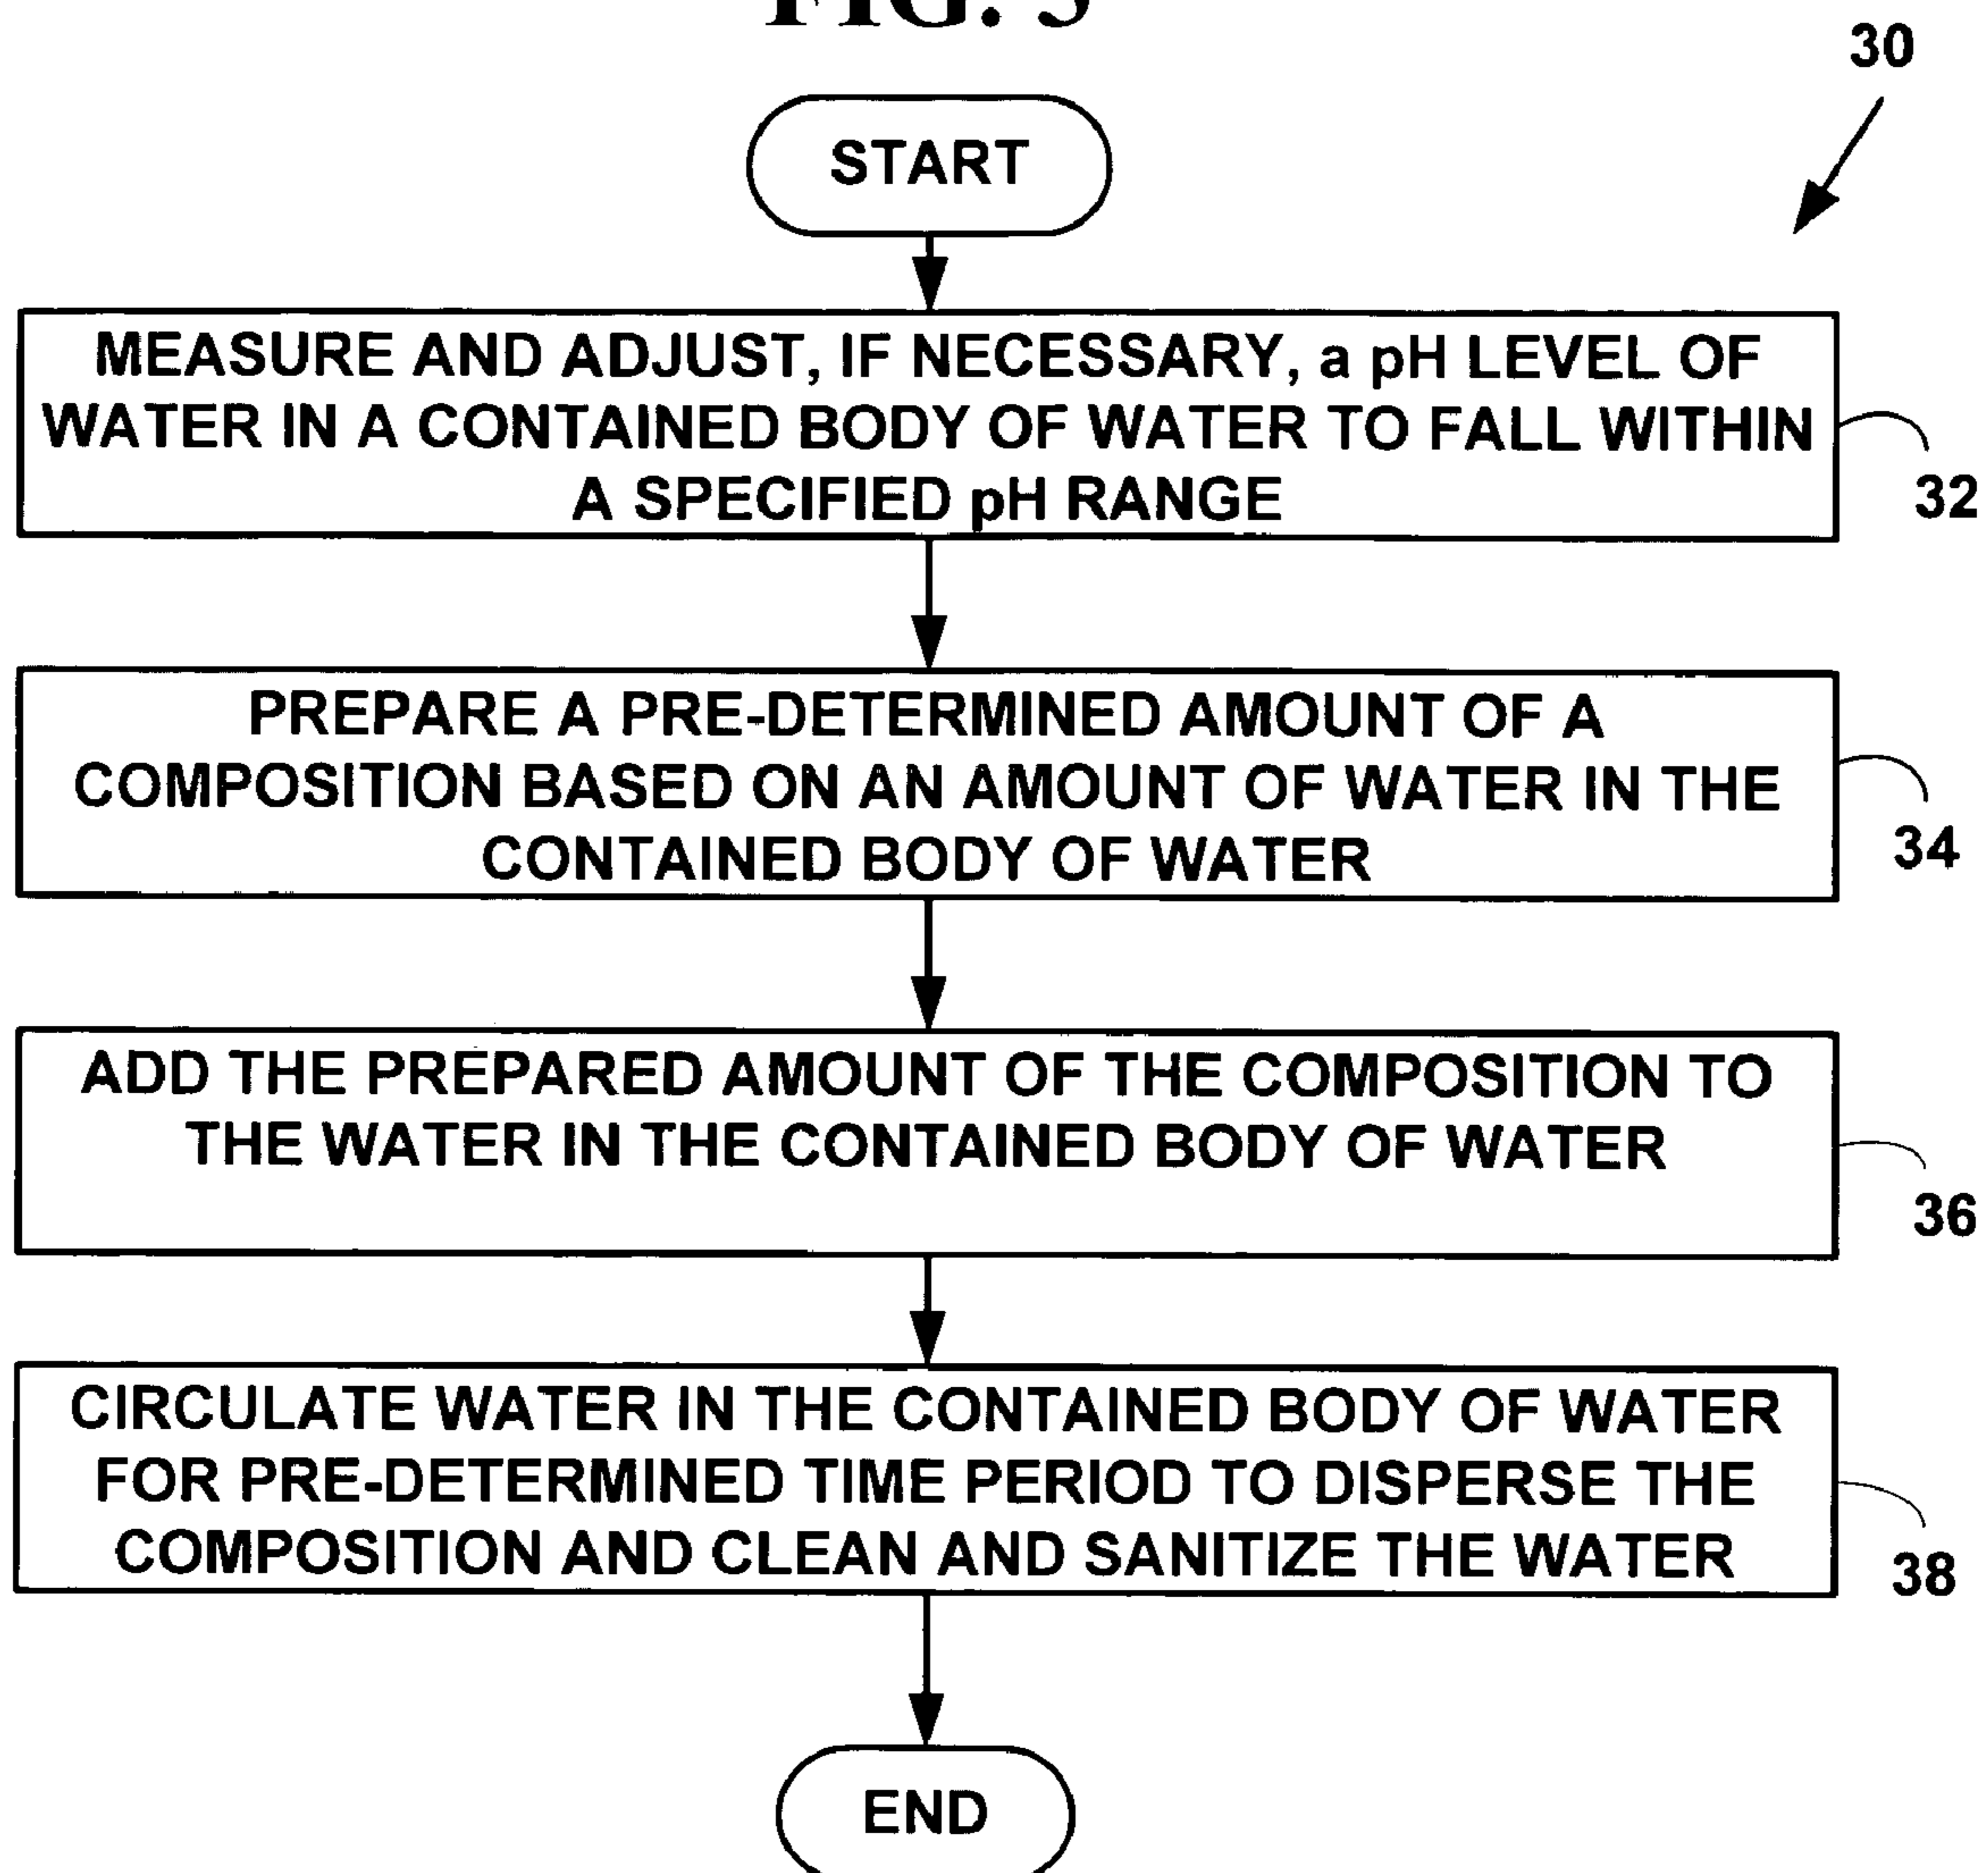 FIG. 3
30
START
MEASURE AND ADJUST, IF NECESSARY, a pH LEVEL OF
WATER IN A CONTAINED BODY OF WATER TO FALL WITHIN
A SPECIFIED pH RANGE
32
PREPARE A PRE-DETERMINED AMOUNT OF A
COMPOSITION BASED ON AN AMOUNT OF WATER IN THE
CONTAINED BODY OF WATER
34
ADD THE PREPARED AMOUNT OF THE COMPOSITION TO
THE WATER IN THE CONTAINED BODY OF WATER
36
CIRCULATE WATER IN THE CONTAINED BODY OF WATER
FOR PRE-DETERMINED TIME PERIOD TO DISPERSE THE
COMPOSITION AND CLEAN AND SANITIZE THE WATER
38
END